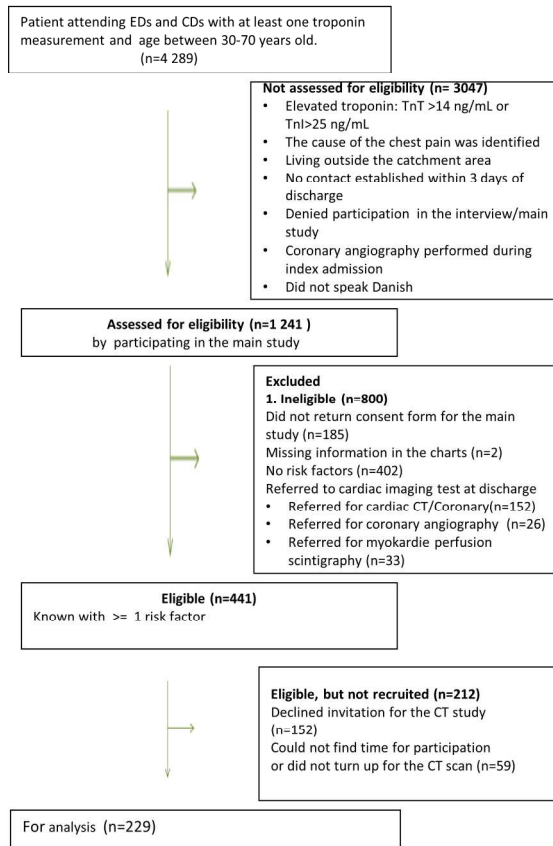 Patient attending EDs and CDs with at least one troponin
measurement and age between 30-70 years old.
(n=4 289)
Not assessed for eligibility (n= 3047)
• Elevated troponin: TnT >14 ng/mL or
TnI>25 ng/mL
• The cause of the chest pain was identified
• Living outside the catchment area
• No contact established within 3 days of
discharge
• Denied participation in the interview/main
study
• Coronary angiography performed during
index admission
• Did not speak Danish
Assessed for eligibility (n=1 241 )
by participating in the main study
Excluded
1. Ineligible (n=800)
Did not return consent form for the main
study (n=185)
Missing information in the charts (n=2)
No risk factors (n=402)
Referred to cardiac imaging test at discharge
• Referred for cardiac CT/Coronary(n=152)
• Referred for coronary angiography (n=26)
• Referred for myokardie perfusion
scintigraphy (n=33)
Eligible (n=441)
Known with >= 1 risk factor
Eligible, but not recruited (n=212)
Declined invitation for the CT study
(n=152)
Could not find time for participation
or did not turn up for the CT scan (n=59)
For analysis (n=229)